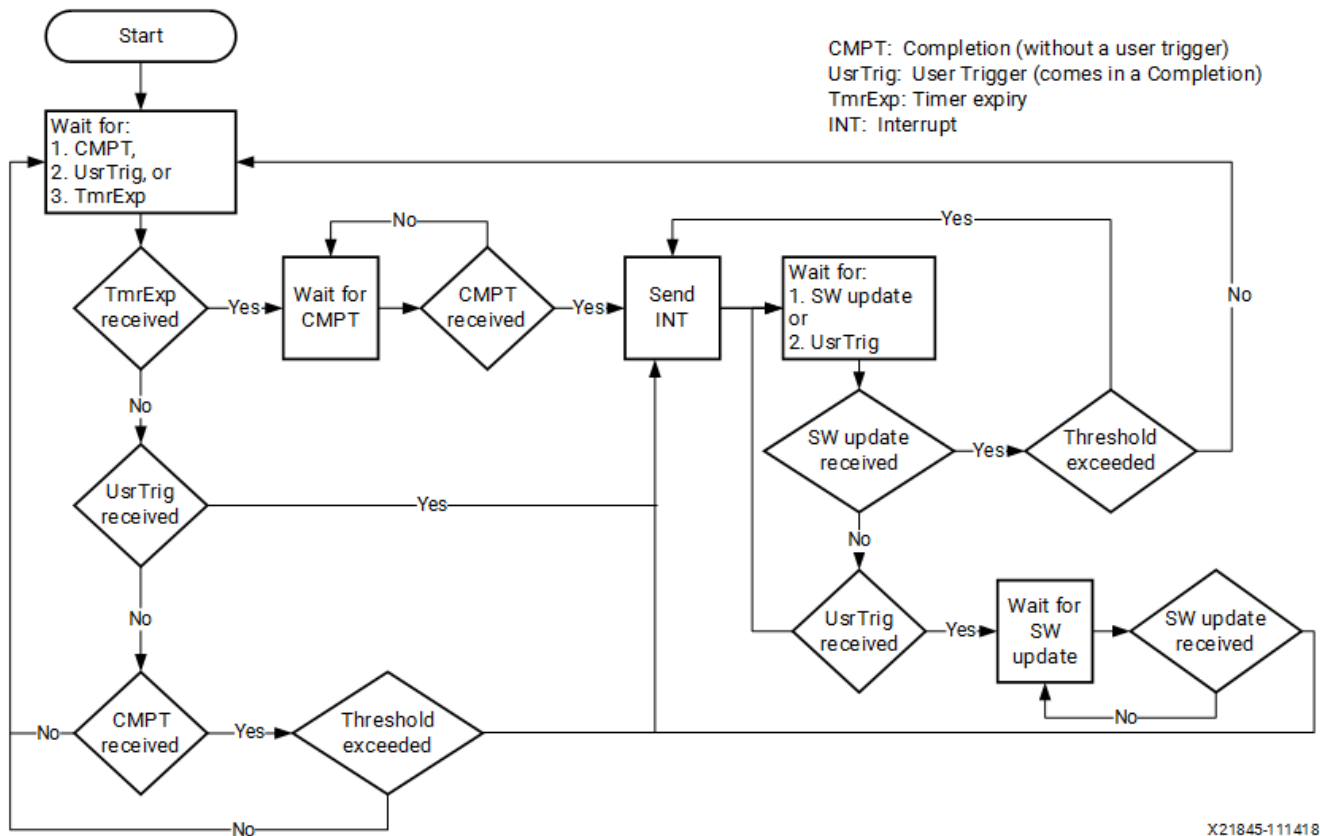 Start
CMPT: Completion (without a user trigger)
UsrTrig: User Trigger (comes in a Completion)
TmrExp: Timer expiry
INT: Interrupt
Wait for:
1. CMPT,
2. UsrTrig, or
3. TmrExp
No
Yes
TmrExp
received
Yes
Wait for
CMPT
CMPT
received
Yes
Send
INT
Wait for:
1. SW update
or
2. UsrTrig
No
No
SW update
received
Yes
Threshold
exceeded
UsrTrig
received
Yes
No
No
UsrTrig
received
Yes
Wait for
SW
update
SW update
received
No
No
CMPT
received
Yes
Threshold
exceeded
No
X21845-111418